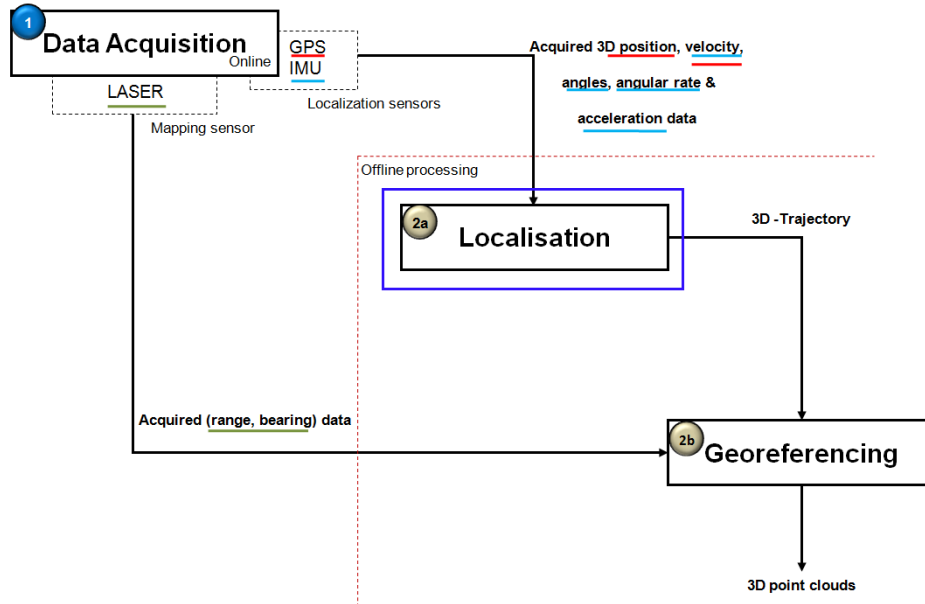 1
Data Acquisition
Online
GPS
IMU
Localization sensors
LASER
Mapping sensor
Acquired 3D position, velocity,
angles, angular rate &
acceleration data
Offline processing
2a
Localisation
3D -Trajectory
Acquired (range, bearing) data
2b
Georeferencing
3D point clouds